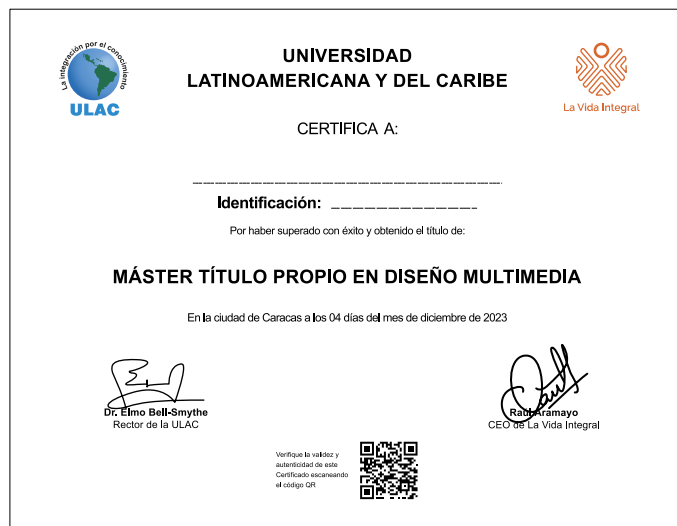 La integración por el conocimiento
ULAC
UNIVERSIDAD
LATINOAMERICANA Y DEL CARIBE
La Vida Integral
CERTIFICA A:
Identificación:
Por haber superado con éxito y obtenido el título de:
MÁSTER TÍTULO PROPIO EN DISEÑO MULTIMEDIA
En la ciudad de Caracas a los 04 días del mes de diciembre de 2023
Dr. Elmo Bell-Smythe
Rector de la ULAC
Raúl Aramayo
CEO de La Vida Integral
Verifique la validez y
autenticidad de este
Certificado escaneando
el código QR